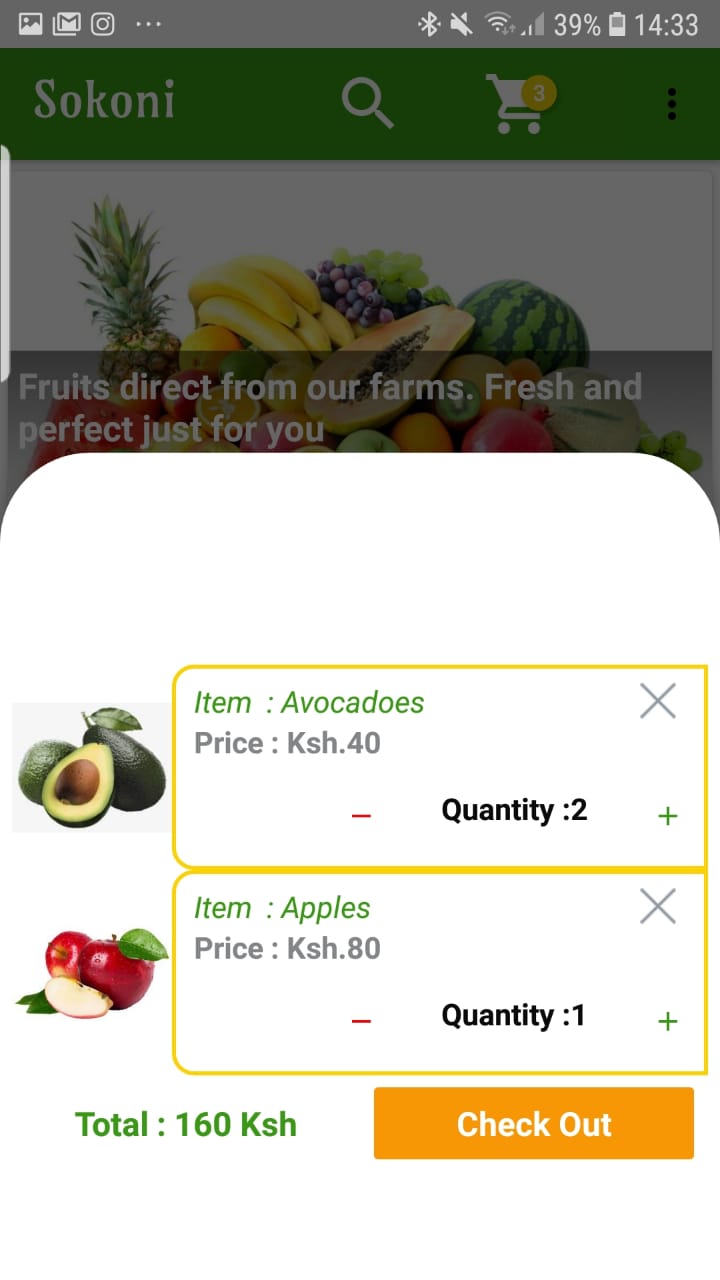 39% 14:33
Sokoni
3
Fruits direct from our farms. Fresh and
perfect just for you
Item : Avocadoes
Price : Ksh.40
− Quantity :2 +
Item : Apples
Price : Ksh.80
− Quantity :1 +
Total : 160 Ksh
Check Out